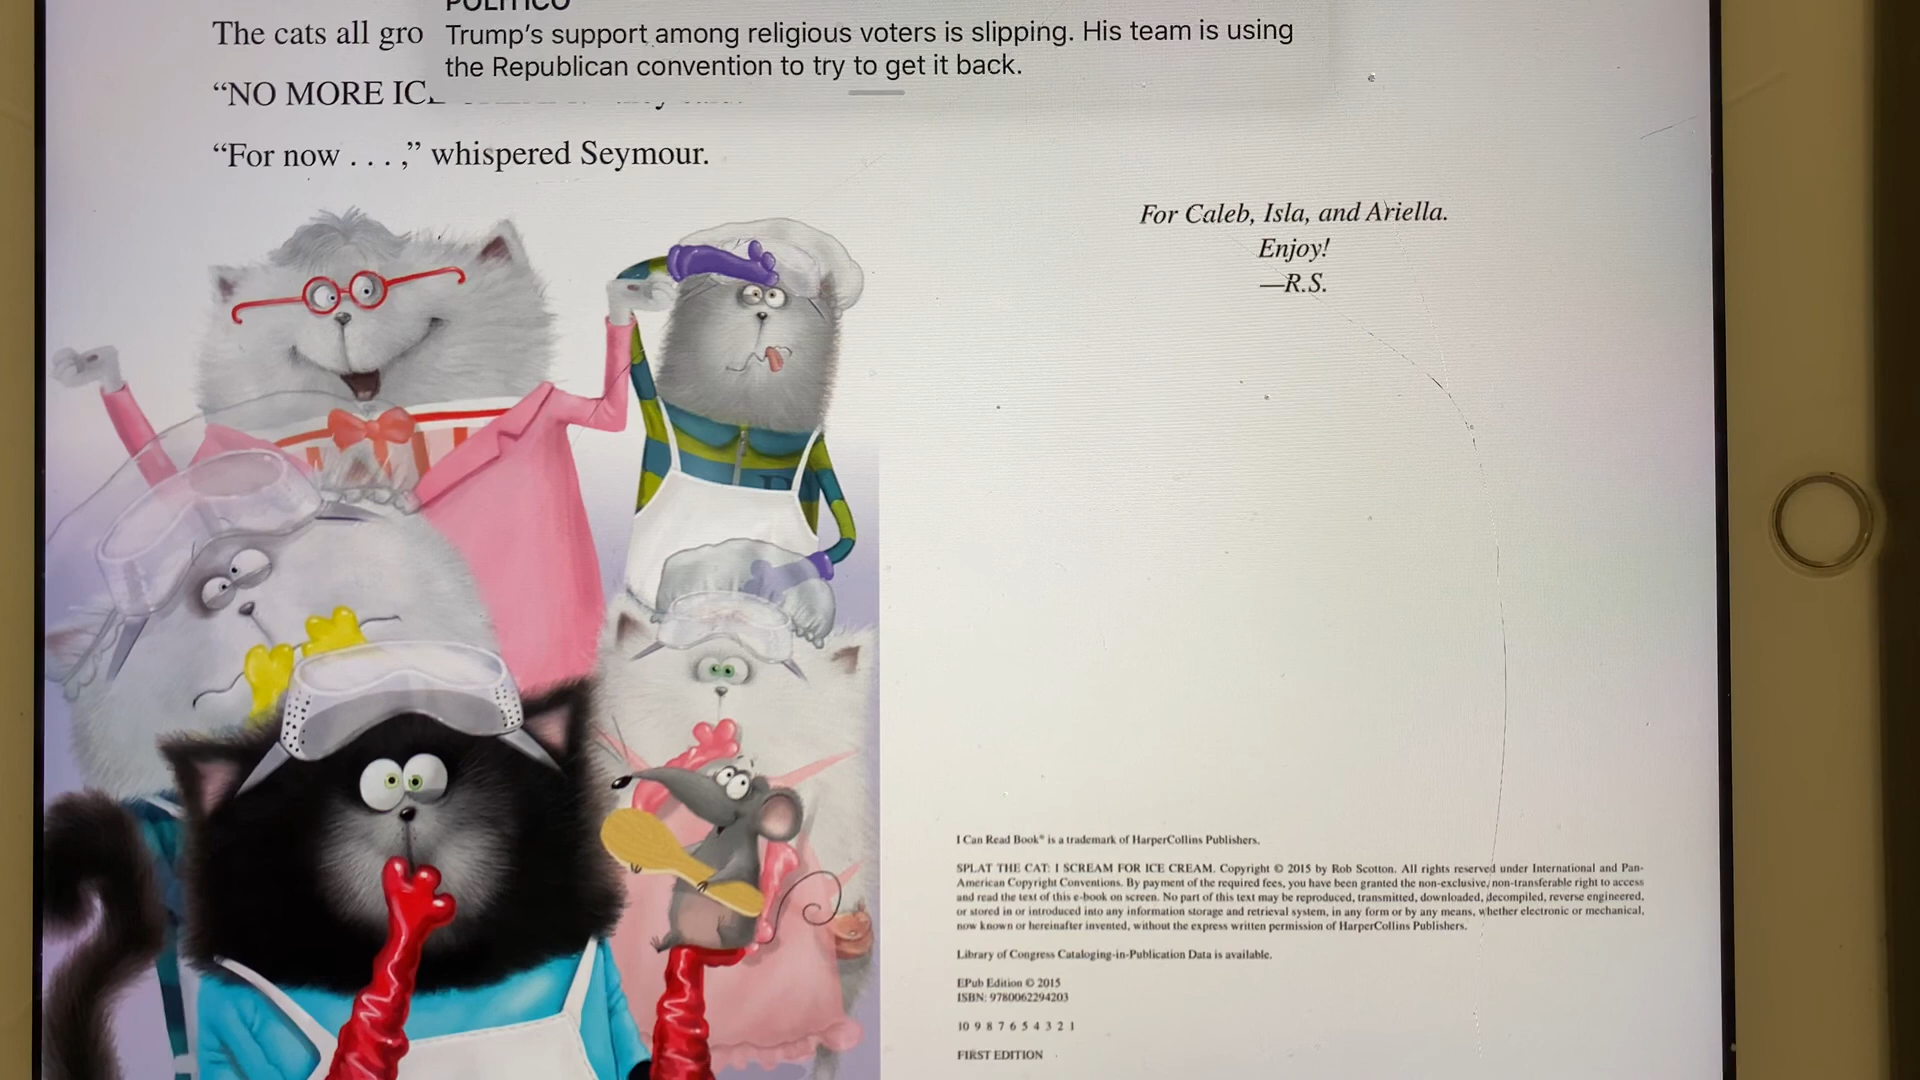 POLITICO
Trump's support among religious voters is slipping. His team is using
the Republican convention to try to get it back.
The cats all gro
“NO MORE IC
“For now . . . ,” whispered Seymour.
For Caleb, Isla, and Ariella.
Enjoy!
—R.S.
I Can Read Book® is a trademark of HarperCollins Publishers.
SPLAT THE CAT: I SCREAM FOR ICE CREAM. Copyright © 2015 by Rob Scotton. All rights reserved under International and Pan-
American Copyright Conventions. By payment of the required fees, you have been granted the non-exclusive, non-transferable right to access
and read the text of this e-book on screen. No part of this text may be reproduced, transmitted, downloaded, decompiled, reverse engineered,
or stored in or introduced into any information storage and retrieval system, in any form or by any means, whether electronic or mechanical,
now known or hereinafter invented, without the express written permission of HarperCollins Publishers.
Library of Congress Cataloging-in-Publication Data is available.
EPub Edition © 2015
ISBN: 9780062294203
10 9 8 7 6 5 4 3 2 1
FIRST EDITION